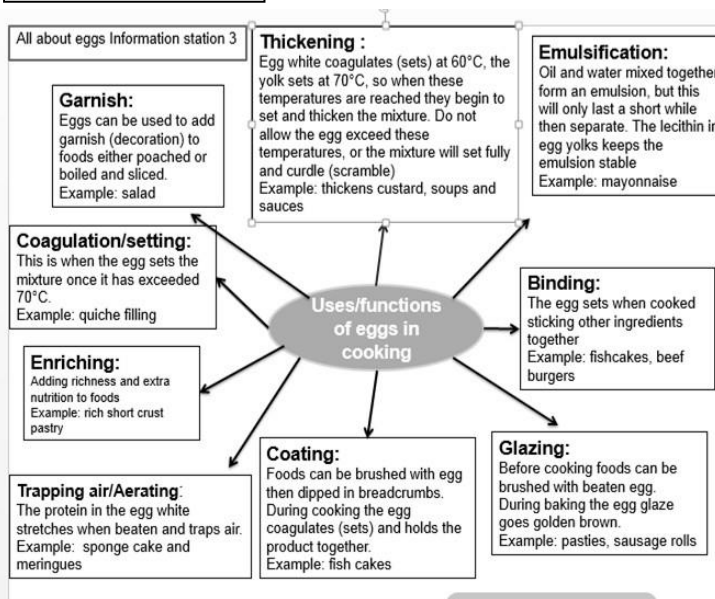 All about eggs Information station 3
Thickening :
Egg white coagulates (sets) at 60°C, the
yolk sets at 70°C, so when these
temperatures are reached they begin to
set and thicken the mixture. Do not
allow the egg exceed these
temperatures, or the mixture will set fully
and curdle (scramble)
Example: thickens custard, soups and
sauces
Emulsification:
Oil and water mixed together
form an emulsion, but this
will only last a short while
then separate. The lecithin in
egg yolks keeps the
emulsion stable
Example: mayonnaise
Garnish:
Eggs can be used to add
garnish (decoration) to
foods either poached or
boiled and sliced.
Example: salad
Coagulation/setting:
This is when the egg sets the
mixture once it has exceeded
70°C.
Example: quiche filling
Uses/functions
of eggs in
cooking
Binding:
The egg sets when cooked
sticking other ingredients
together
Example: fishcakes, beef
burgers
Enriching:
Adding richness and extra
nutrition to foods
Example: rich short crust
pastry
Trapping air/Aerating:
The protein in the egg white
stretches when beaten and traps air.
Example: sponge cake and
meringues
Coating:
Foods can be brushed with egg
then dipped in breadcrumbs.
During cooking the egg
coagulates (sets) and holds the
product together.
Example: fish cakes
Glazing:
Before cooking foods can be
brushed with beaten egg.
During baking the egg glaze
goes golden brown.
Example: pasties, sausage rolls